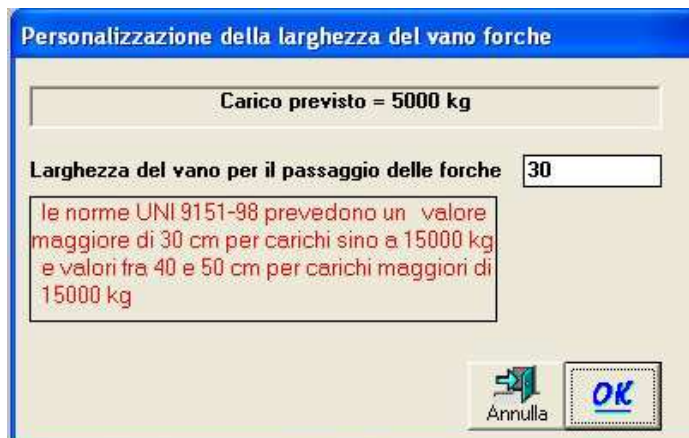 Personalizzazione della larghezza del vano forche
Carico previsto = 5000 kg
Larghezza del vano per il passaggio delle forche 30
le norme UNI 9151-98 prevedono un valore
maggiore di 30 cm per carichi sino a 15000 kg
e valori fra 40 e 50 cm per carichi maggiori di
15000 kg
Annulla OK